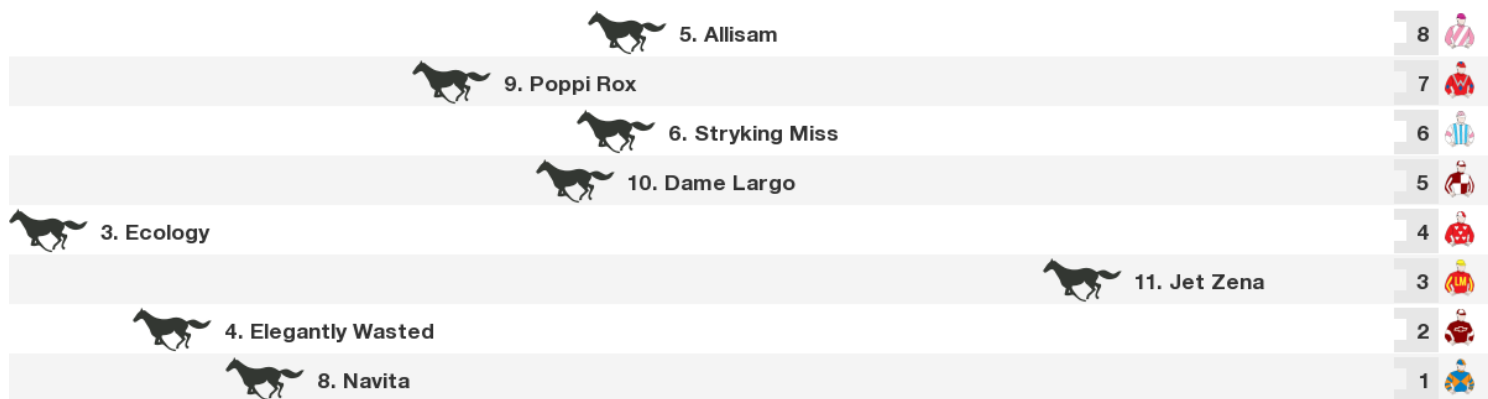 5. Allisam 8
9. Poppi Rox 7
6. Stryking Miss 6
10. Dame Largo 5
3. Ecology 4
11. Jet Zena 3 LM
4. Elegantly Wasted 2
8. Navita 1